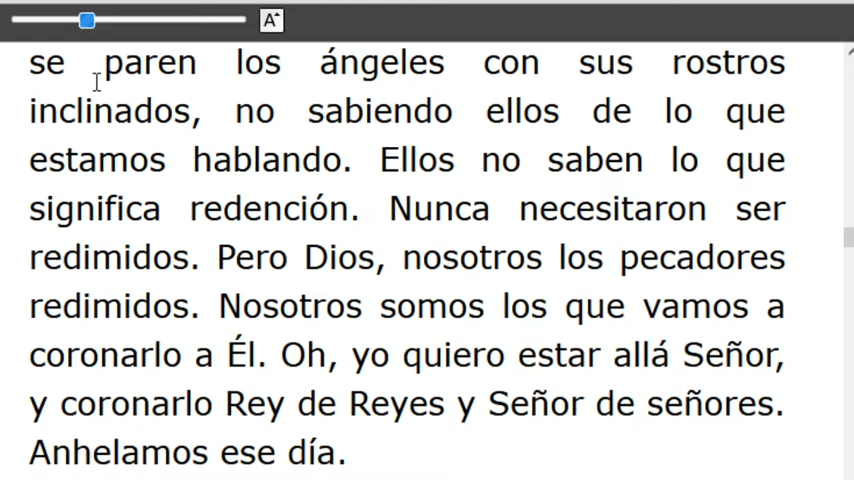 A
se paren los ángeles con sus rostros
inclinados, no sabiendo ellos de lo que
estamos hablando. Ellos no saben lo que
significa redención. Nunca necesitaron ser
redimidos. Pero Dios, nosotros los pecadores
redimidos. Nosotros somos los que vamos a
coronarlo a Él. Oh, yo quiero estar allá Señor,
y coronarlo Rey de Reyes y Señor de señores.
Anhelamos ese día.